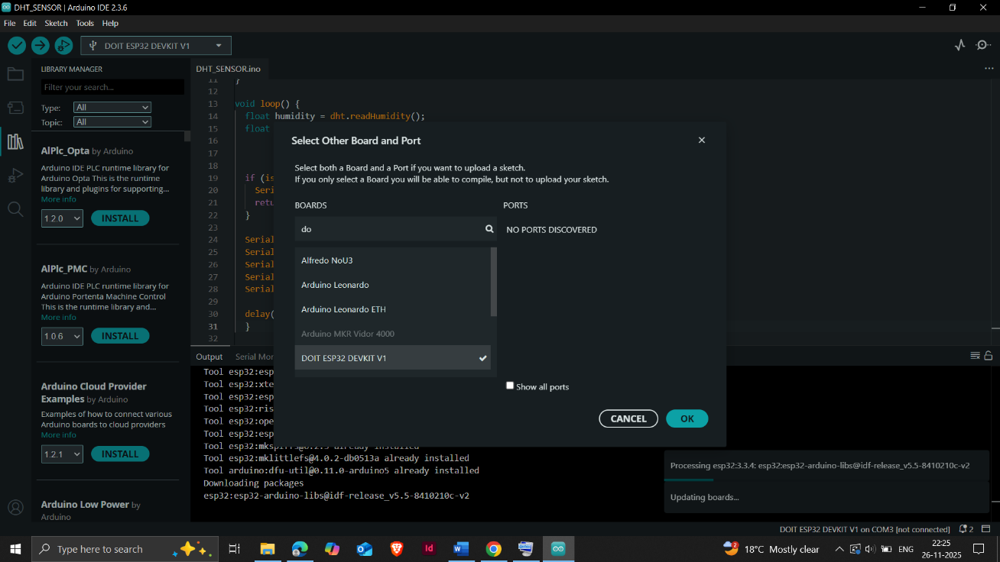 DHT_SENSOR | Arduino IDE 2.3.6
File Edit Sketch Tools Help
DOIT ESP32 DEVKIT V1
LIBRARY MANAGER
Filter your search...
Type: All
Topic: All
AlPlc_Opta by Arduino
Arduino IDE PLC runtime library for
Arduino Opta This is the runtime
library and plugins for supporting...
More info
1.2.0 INSTALL
AlPlc_PMC by Arduino
Arduino IDE PLC runtime library for
Arduino Portenta Machine Control
This is the runtime library and...
More info
1.0.6 INSTALL
Arduino Cloud Provider
Examples by Arduino
Examples of how to connect various
Arduino boards to cloud providers
More info
1.2.1 INSTALL
Arduino Low Power by
Arduino
DHT_SENSOR.ino
11 }
12
13 void loop() {
14 float humidity = dht.readHumidity();
15 float
16
17
18
19 if (is
20 Seri
21 retu
22 }
23
24 Serial
25 Serial
26 Serial
27 Serial
28 Serial
29
30 delay(
31 }
32
Select Other Board and Port
Select both a Board and a Port if you want to upload a sketch.
If you only select a Board you will be able to compile, but not to upload your sketch.
BOARDS
do
Alfredo NoU3
Arduino Leonardo
Arduino Leonardo ETH
Arduino MKR Vidor 4000
DOIT ESP32 DEVKIT V1
PORTS
NO PORTS DISCOVERED
Show all ports
CANCEL OK
Output Serial Mor
Tool esp32:esp
Tool esp32:xte
Tool esp32:esp
Tool esp32:ris
Tool esp32:ope
Tool esp32:esp
Tool esp32:mkspiffs@0.2.3 already installed
Tool esp32:mklittlefs@4.0.2-db0513a already installed
Tool arduino:dfu-util@0.11.0-arduino5 already installed
Downloading packages
esp32:esp32-arduino-libs@idf-release_v5.5-8410210c-v2
Processing esp32:3.3.4: esp32:esp32-arduino-libs@idf-release_v5.5-8410210c-v2
Updating boards...
DOIT ESP32 DEVKIT V1 on COM3 [not connected] 2
Type here to search
Id
W
2
18°C Mostly clear
ENG
22:25
26-11-2025